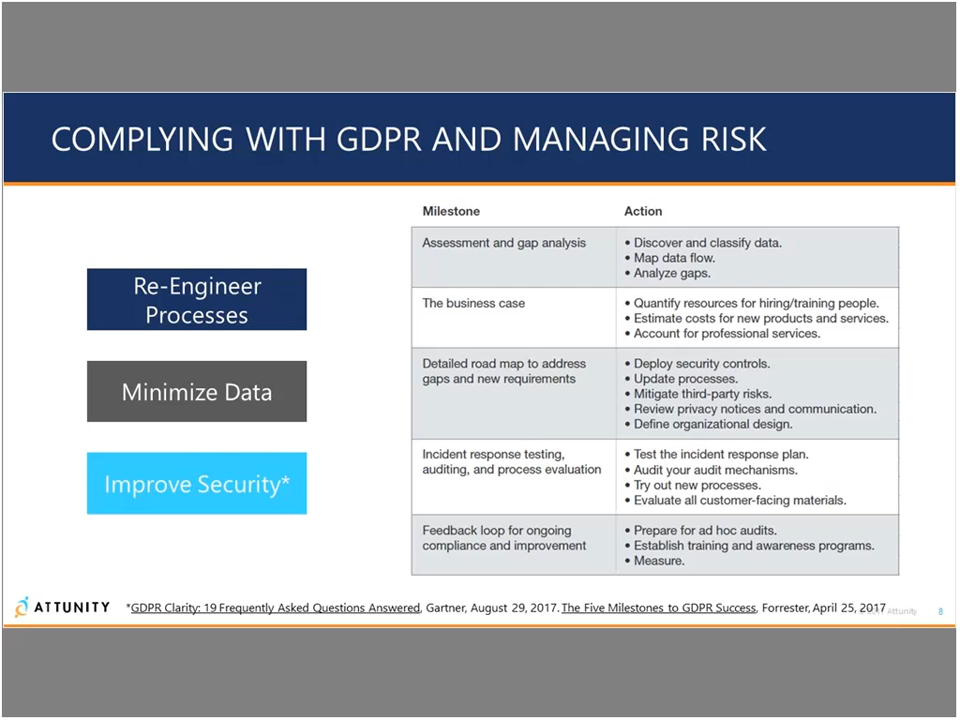 COMPLYING WITH GDPR AND MANAGING RISK
Re-Engineer
Processes
Minimize Data
Improve Security*
Milestone Action
Assessment and gap analysis • Discover and classify data.
• Map data flow.
• Analyze gaps.
The business case • Quantify resources for hiring/training people.
• Estimate costs for new products and services.
• Account for professional services.
Detailed road map to address • Deploy security controls.
gaps and new requirements • Update processes.
• Mitigate third-party risks.
• Review privacy notices and communication.
• Define organizational design.
Incident response testing, • Test the incident response plan.
auditing, and process evaluation • Audit your audit mechanisms.
• Try out new processes.
• Evaluate all customer-facing materials.
Feedback loop for ongoing • Prepare for ad hoc audits.
compliance and improvement • Establish training and awareness programs.
• Measure.
ATTUNITY
*GDPR Clarity: 19 Frequently Asked Questions Answered, Gartner, August 29, 2017. The Five Milestones to GDPR Success, Forrester, April 25, 2017
Attunity
8